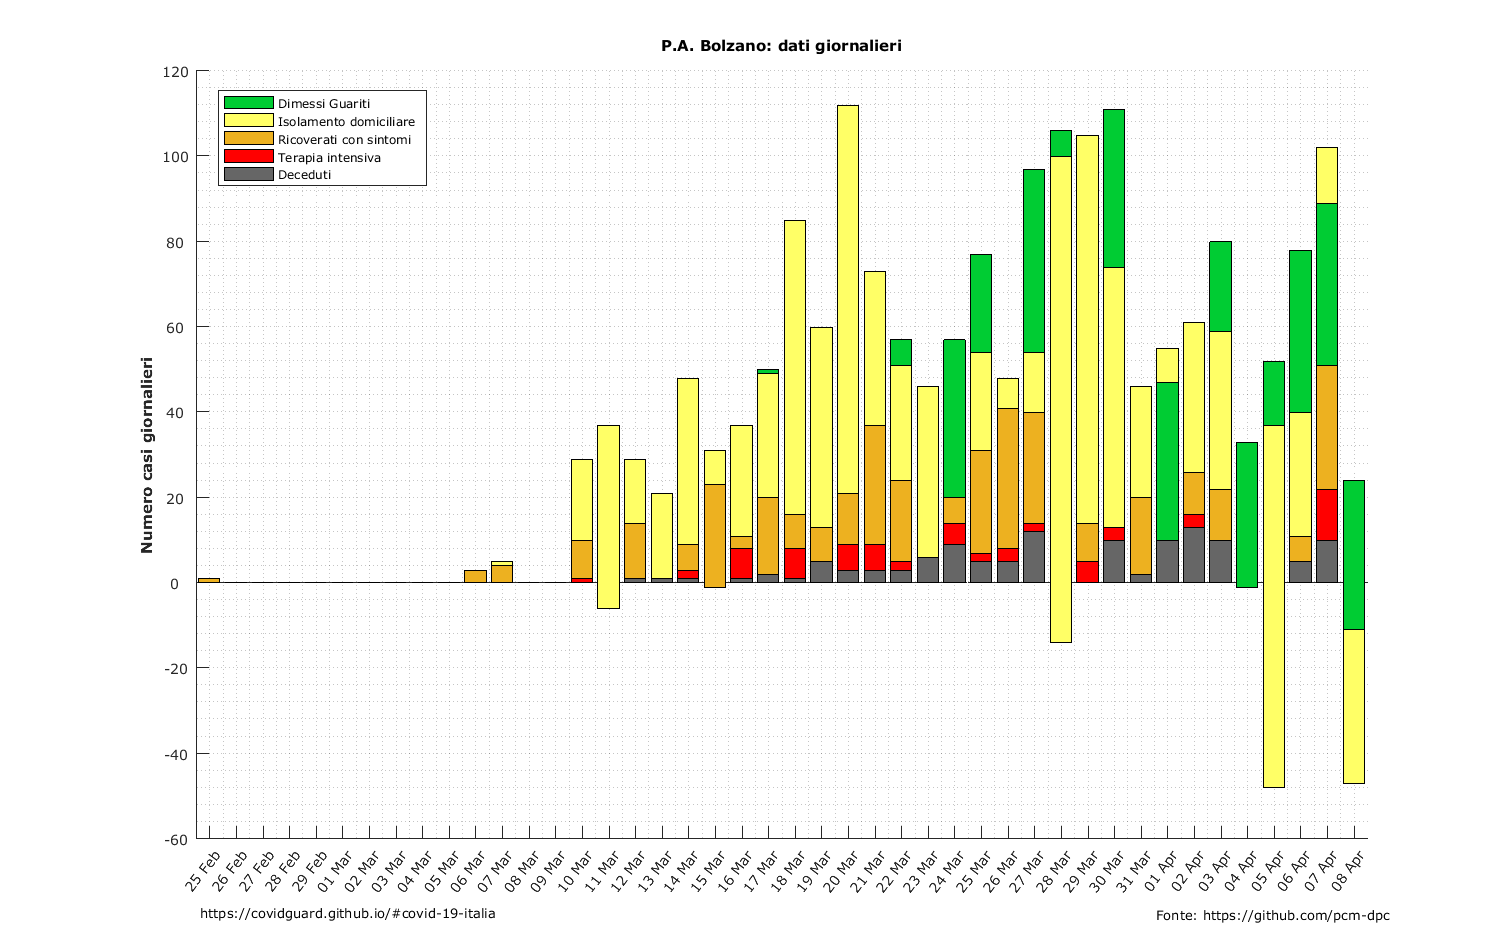 P.A. Bolzano: dati giornalieri
120
100
80
60
40
20
0
-20
-40
-60
Numero casi giornalieri
Dimessi Guariti
Isolamento domiciliare
Ricoverati con sintomi
Terapia intensiva
Deceduti
25 Feb
26 Feb
27 Feb
28 Feb
29 Feb
01 Mar
02 Mar
03 Mar
04 Mar
05 Mar
06 Mar
07 Mar
08 Mar
09 Mar
10 Mar
11 Mar
12 Mar
13 Mar
14 Mar
15 Mar
16 Mar
17 Mar
18 Mar
19 Mar
20 Mar
21 Mar
22 Mar
23 Mar
24 Mar
25 Mar
26 Mar
27 Mar
28 Mar
29 Mar
30 Mar
31 Mar
01 Apr
02 Apr
03 Apr
04 Apr
05 Apr
06 Apr
07 Apr
08 Apr
https://covidguard.github.io/#covid-19-italia
Fonte: https://github.com/pcm-dpc